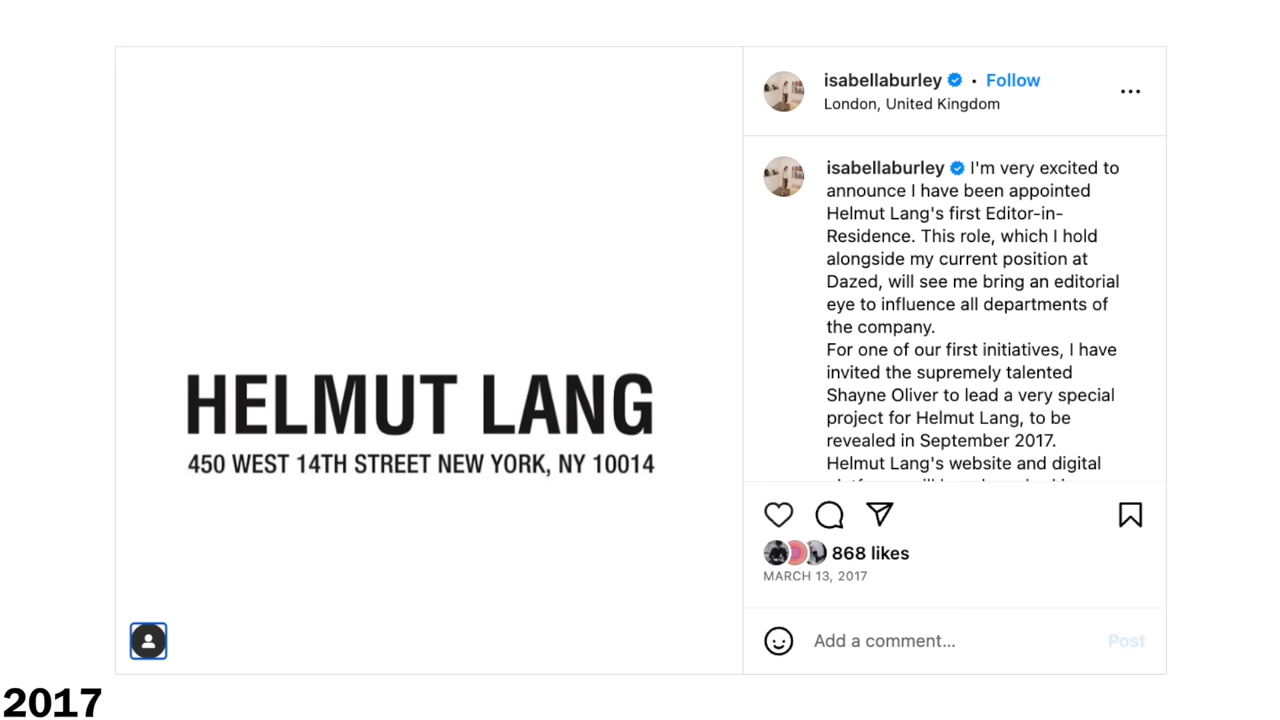 HELMUT LANG
450 WEST 14TH STREET NEW YORK, NY 10014
isabellaburley • Follow
London, United Kingdom
isabellaburley I'm very excited to
announce I have been appointed
Helmut Lang's first Editor-in-
Residence. This role, which I hold
alongside my current position at
Dazed, will see me bring an editorial
eye to influence all departments of
the company.
For one of our first initiatives, I have
invited the supremely talented
Shayne Oliver to lead a very special
project for Helmut Lang, to be
revealed in September 2017.
Helmut Lang's website and digital
868 likes
MARCH 13, 2017
Add a comment...
Post
2017